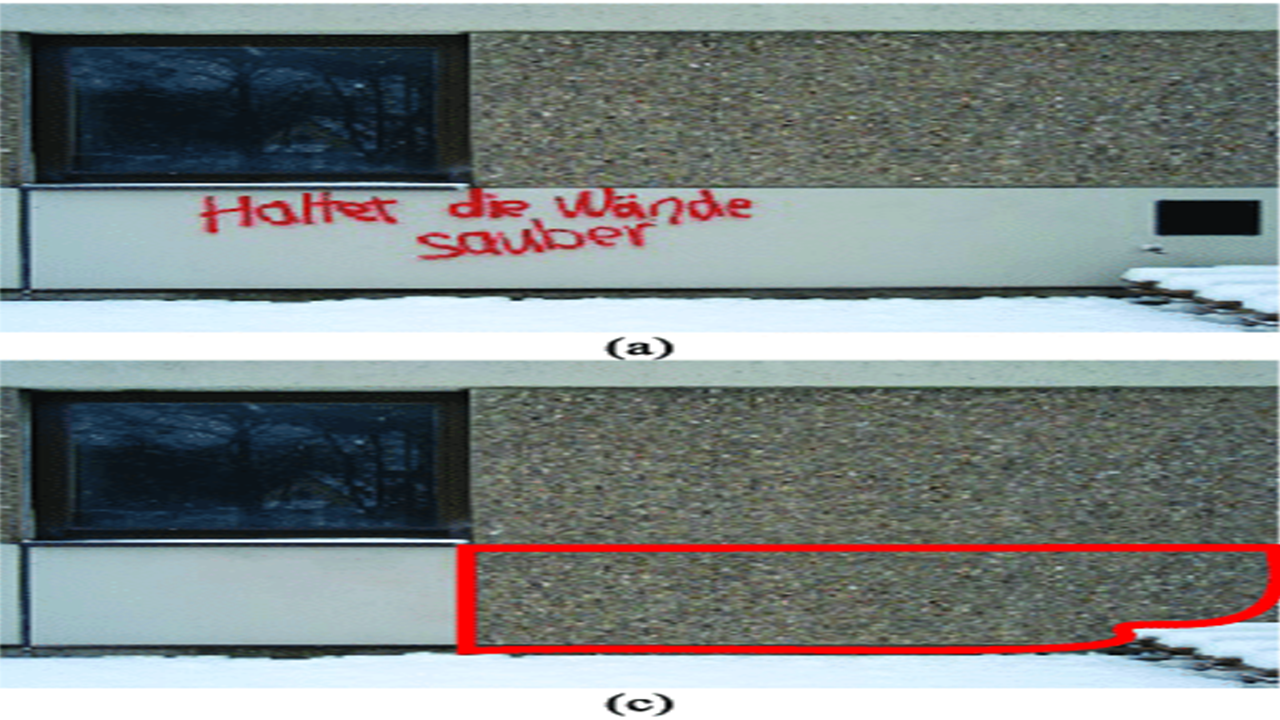 Haltet die Wände
sauber
(a)
(c)